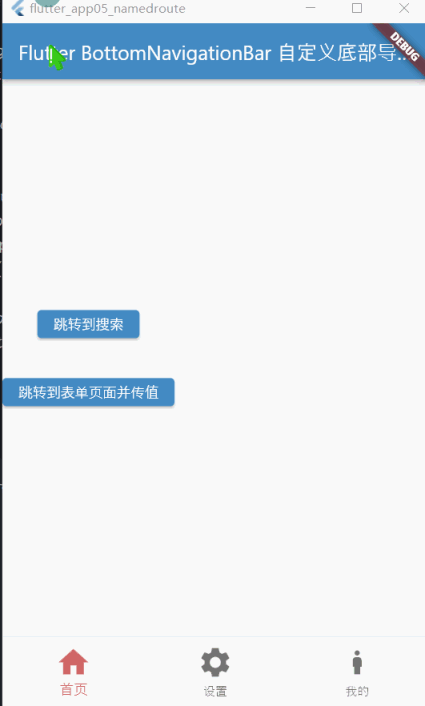 flutter_app05_namedroute
Flutter BottomNavigationBar 自定义底部导...
DEBUG
跳转到搜索
跳转到表单页面并传值
首页
设置
我的